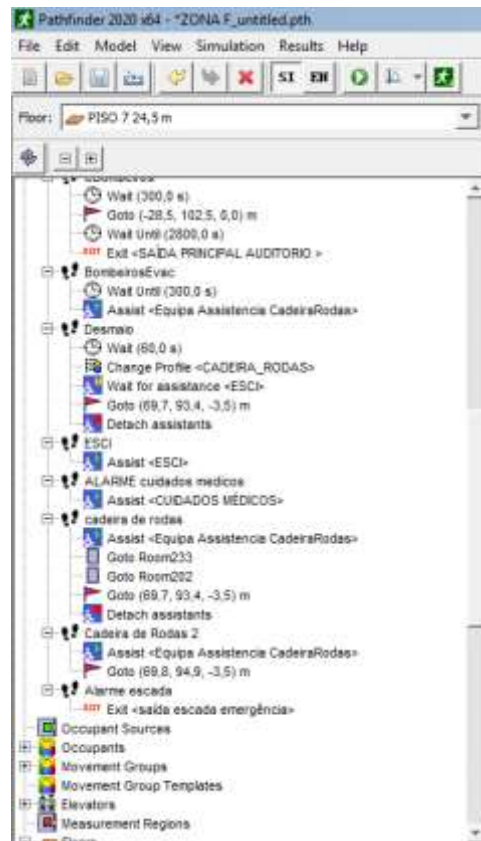 Pathfinder 2020 x64 - *ZONA F_untitled.pth
File Edit Model View Simulation Results Help
SI EN
Floor: PISO 7 24,5 m
Wait (300,0 s)
Goto (-28,5, 102,5, 0,0) m
Wait Until (2800,0 s)
EXIT Exit <SAÍDA PRINCIPAL AUDITORIO >
BombeirosEvac
Wait Until (300,0 s)
Assist <Equipa Assistencia CadeiraRodas>
Desmaio
Wait (60,0 s)
Change Profile <CADEIRA_RODAS>
Wait for assistance <ESCI>
Goto (69,7, 93,4, -3,5) m
Detach assistants
ESCI
Assist <ESCI>
ALARME cuidados medicos
Assist <CUIDADOS MÉDICOS>
cadeira de rodas
Assist <Equipa Assistencia CadeiraRodas>
Goto Room233
Goto Room202
Goto (69,7, 93,4, -3,5) m
Detach assistants
Cadeira de Rodas 2
Assist <Equipa Assistencia CadeiraRodas>
Goto (69,8, 94,9, -3,5) m
Alarme escada
EXIT Exit <saída escada emergência>
Occupant Sources
Occupants
Movement Groups
Movement Group Templates
Elevators
Measurement Regions